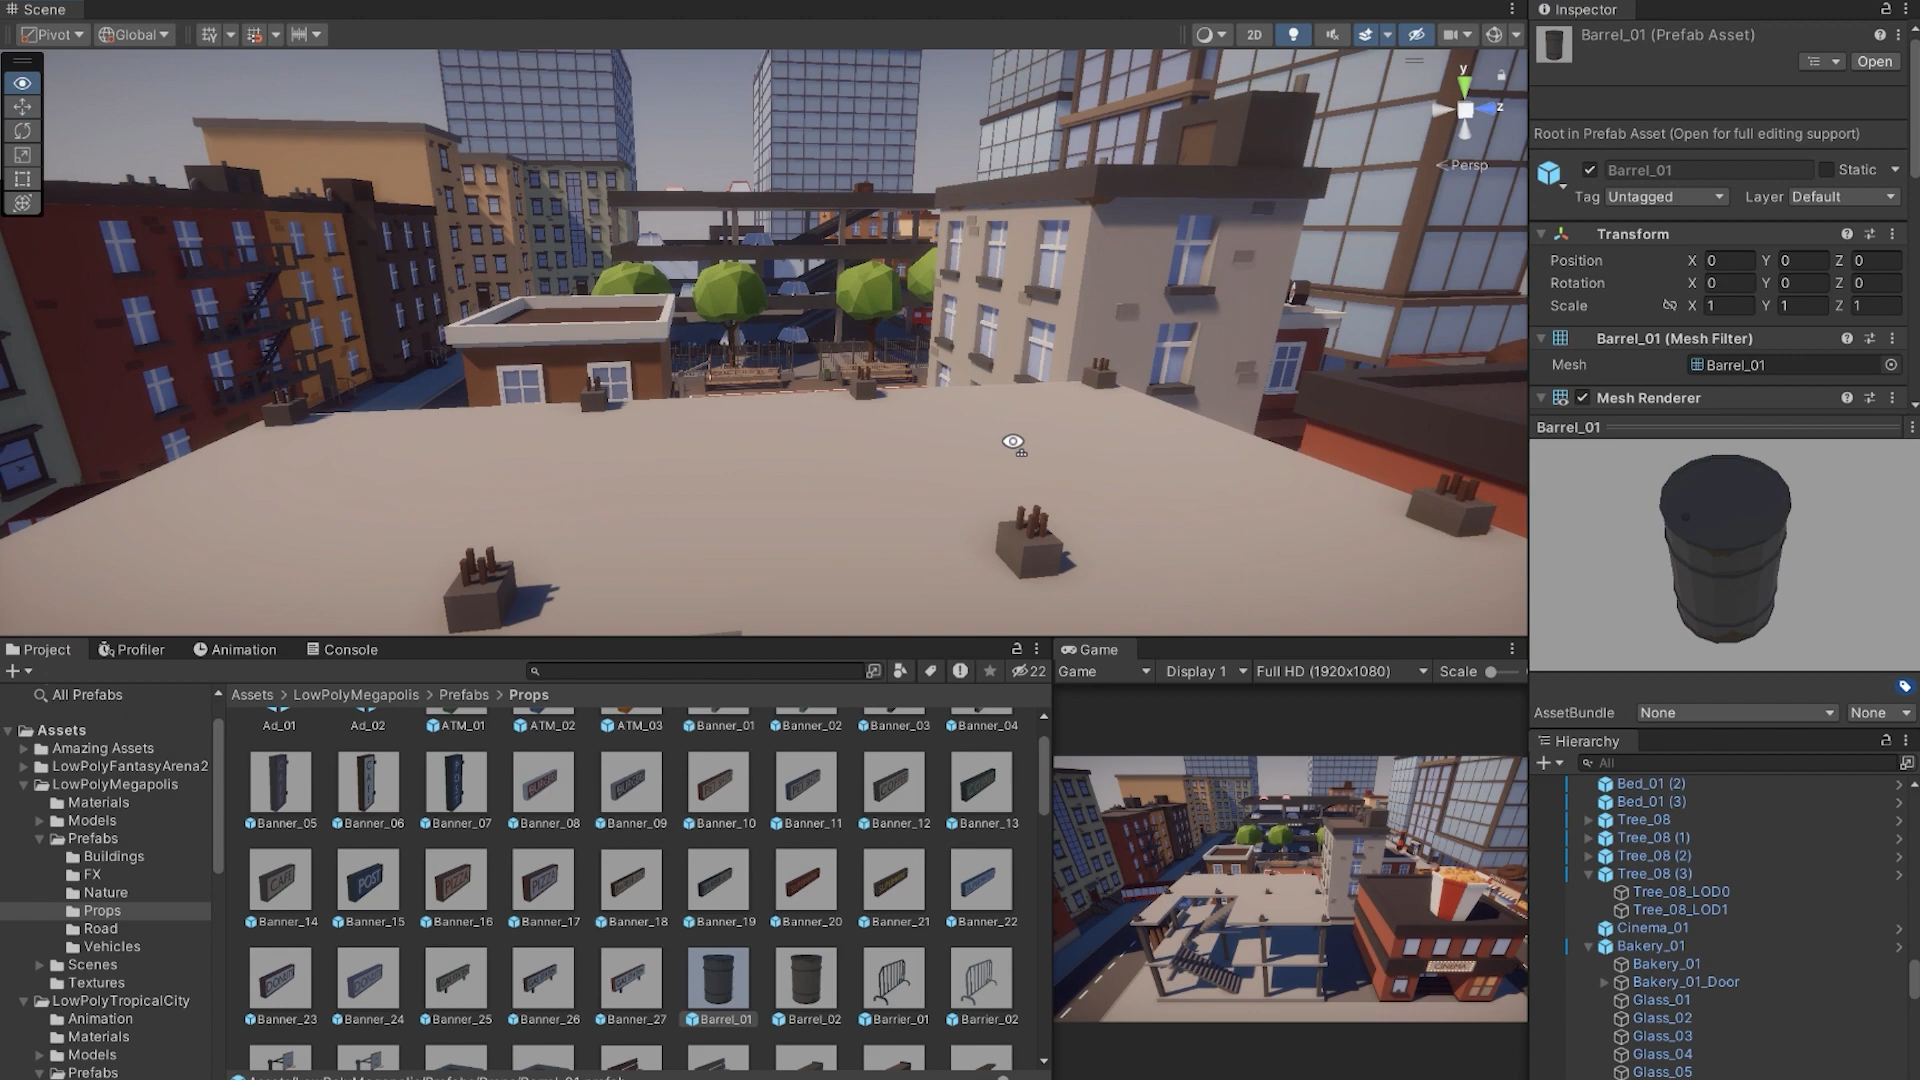 Scene
Pivot Global
2D
y
z
Persp
Inspector
Barrel_01 (Prefab Asset)
Open
Root in Prefab Asset (Open for full editing support)
Barrel_01 Static
Tag Untagged Layer Default
Transform
Position X 0 Y 0 Z 0
Rotation X 0 Y 0 Z 0
Scale X 1 Y 1 Z 1
Barrel_01 (Mesh Filter)
Mesh Barrel_01
Mesh Renderer
Barrel_01
AssetBundle None None
Project Profiler Animation Console
22
All Prefabs
Assets
Amazing Assets
LowPolyFantasyArena2
LowPolyMegapolis
Materials
Models
Prefabs
Buildings
FX
Nature
Props
Road
Vehicles
Scenes
Textures
LowPolyTropicalCity
Animation
Materials
Models
Prefabs
Assets > LowPolyMegapolis > Prefabs > Props
Ad_01 Ad_02 ATM_01 ATM_02 ATM_03 Banner_01 Banner_02 Banner_03 Banner_04
Banner_05 Banner_06 Banner_07 Banner_08 Banner_09 Banner_10 Banner_11 Banner_12 Banner_13
CAFE POST PIZZA PIZZA
Banner_14 Banner_15 Banner_16 Banner_17 Banner_18 Banner_19 Banner_20 Banner_21 Banner_22
Banner_23 Banner_24 Banner_25 Banner_26 Banner_27 Barrel_01 Barrel_02 Barrier_01 Barrier_02
Game
Game Display 1 Full HD (1920x1080) Scale
CINEMA
Hierarchy
All
Bed_01 (2)
Bed_01 (3)
Tree_08
Tree_08 (1)
Tree_08 (2)
Tree_08 (3)
Tree_08_LOD0
Tree_08_LOD1
Cinema_01
Bakery_01
Bakery_01
Bakery_01_Door
Glass_01
Glass_02
Glass_03
Glass_04
Glass_05